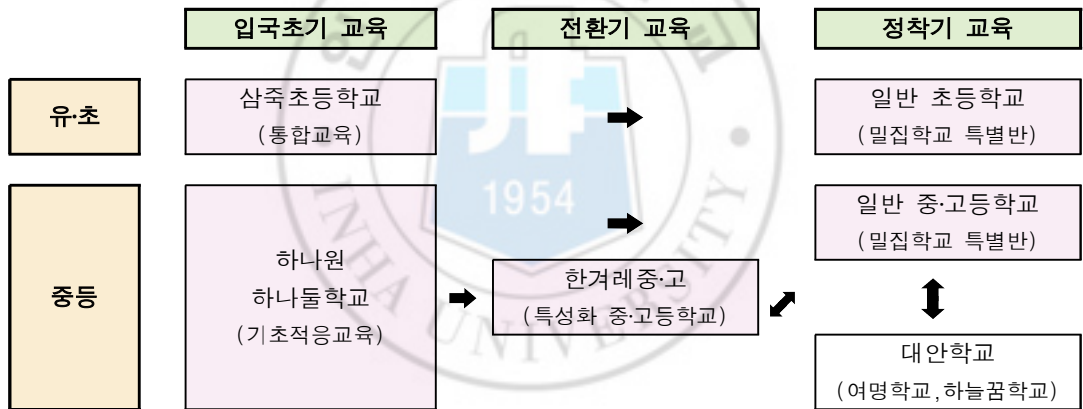 입국초기 교육
전환기 교육
정착기 교육
유·초
삼죽초등학교
(통합교육)
일반 초등학교
(밀집학교 특별반)
중등
하나원
하나둘학교
(기초적응교육)
한겨레중·고
(특성화 중·고등학교)
일반 중·고등학교
(밀집학교 특별반)
대안학교
(여명학교,하늘꿈학교)
1954
INHA UNIVERSITY